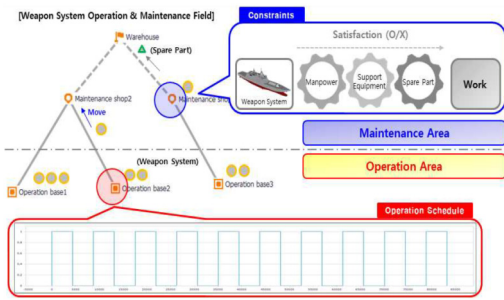 [Weapon System Operation & Maintenance Field]
Constraints
Warehouse
(Spare Part)
Satisfaction (O/X)
Manpower
Support
Equipment
Spare Part
Work
Weapon System
Maintenance shop2
Maintenance
Move
Maintenance Area
(Weapon System)
Operation Area
Operation base1
Operation base2
Operation base3
Operation Schedule